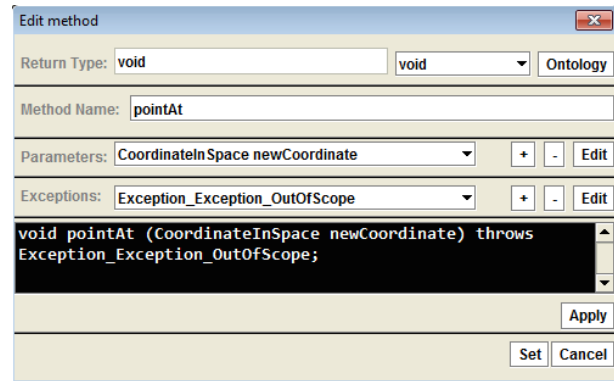 Edit method
Return Type: void void Ontology
Method Name: pointAt
Parameters: CoordinateInSpace newCoordinate + - Edit
Exceptions: Exception_Exception_OutOfScope + - Edit
void pointAt (CoordinateInSpace newCoordinate) throws
Exception_Exception_OutOfScope;
Apply
Set Cancel